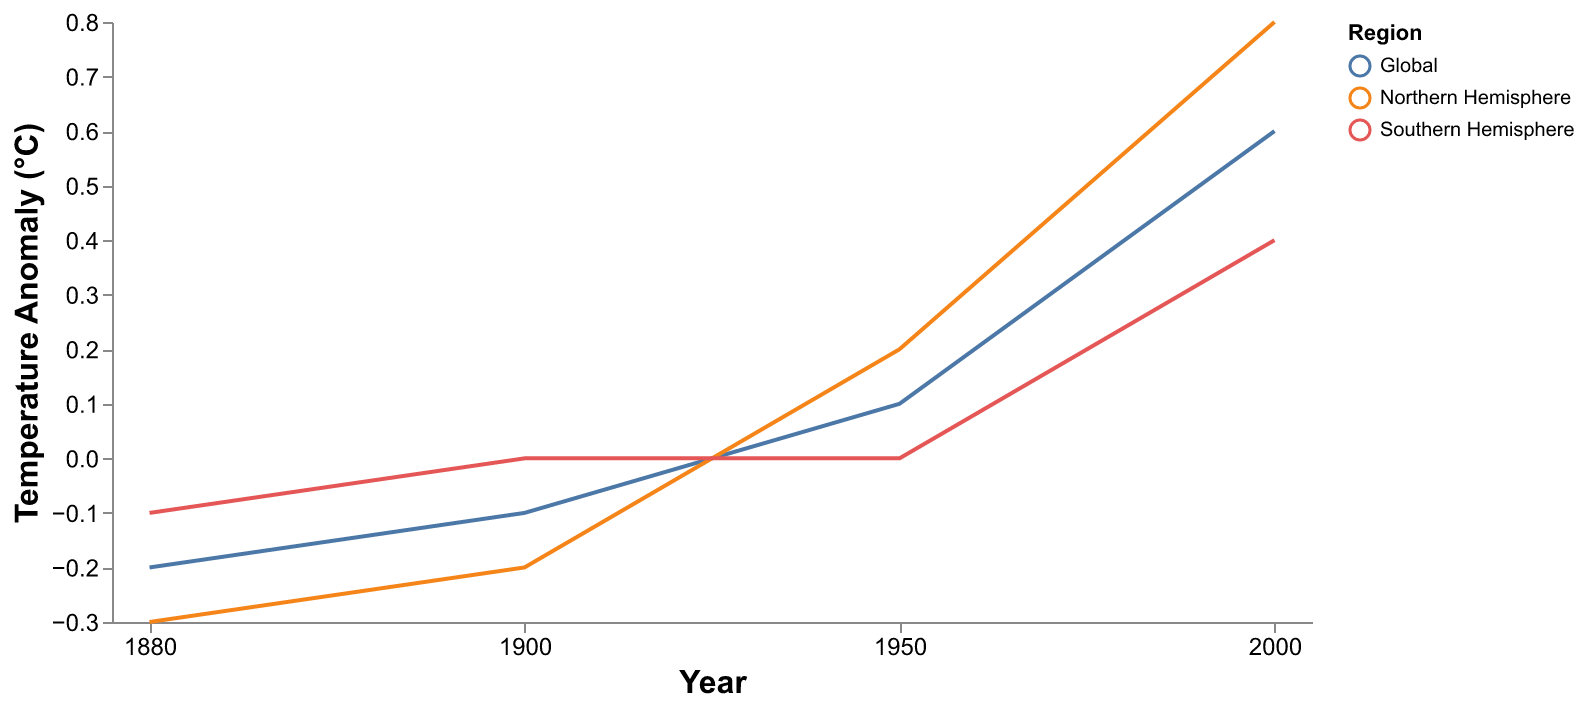 0.8
0.7
0.6
0.5
0.4
0.3
0.2
0.1
0.0
−0.1
−0.2
−0.3
Temperature Anomaly (°C)
1880 1900 1950 2000
Year
Region
Global
Northern Hemisphere
Southern Hemisphere